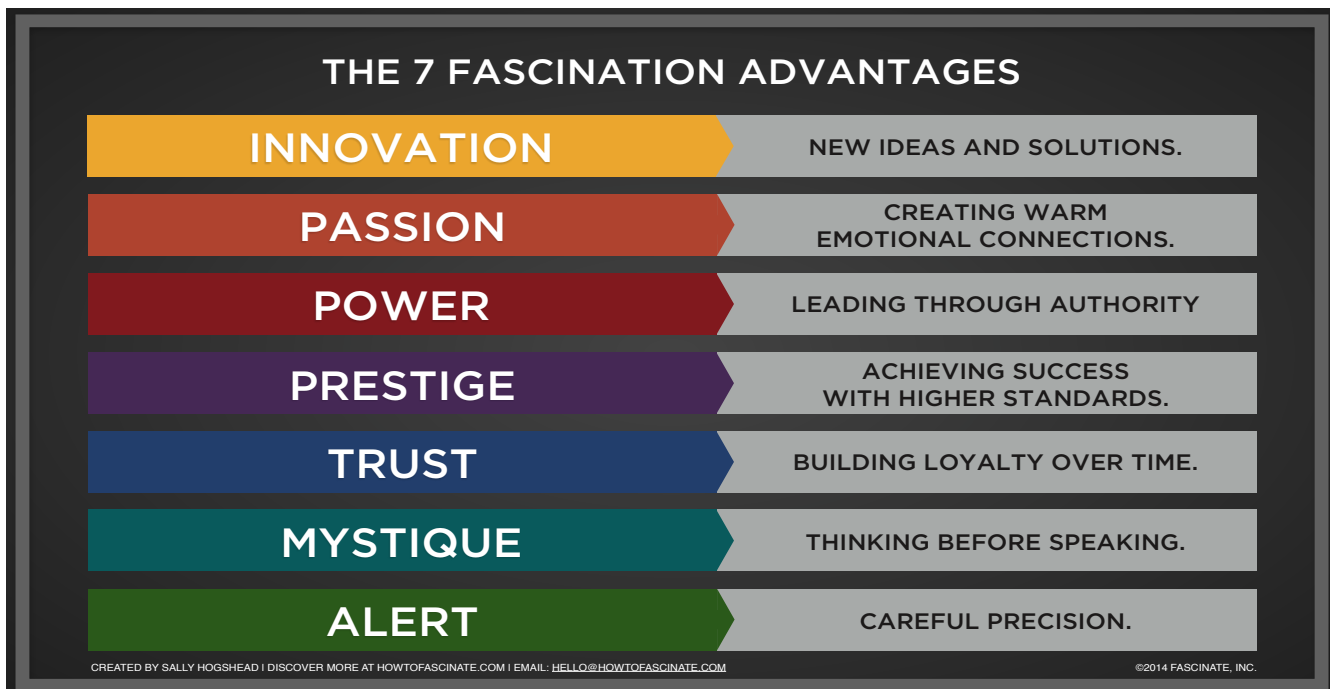 THE 7 FASCINATION ADVANTAGES
INNOVATION
NEW IDEAS AND SOLUTIONS.
PASSION
CREATING WARM
EMOTIONAL CONNECTIONS.
POWER
LEADING THROUGH AUTHORITY
PRESTIGE
ACHIEVING SUCCESS
WITH HIGHER STANDARDS.
TRUST
BUILDING LOYALTY OVER TIME.
MYSTIQUE
THINKING BEFORE SPEAKING.
ALERT
CAREFUL PRECISION.
CREATED BY SALLY HOGSHEAD I DISCOVER MORE AT HOWTOFASCINATE.COM I EMAIL: HELLO@HOWTOFASCINATE.COM
©2014 FASCINATE, INC.